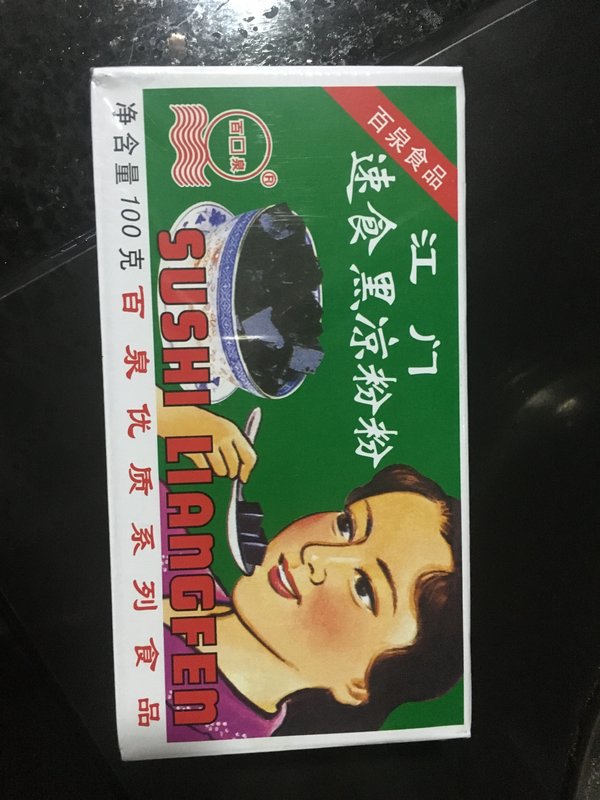 百泉食品
百口泉
®
江门
速食黑凉粉粉
SUSHI LIANGFEN
净含量100克 百泉优质系列食品